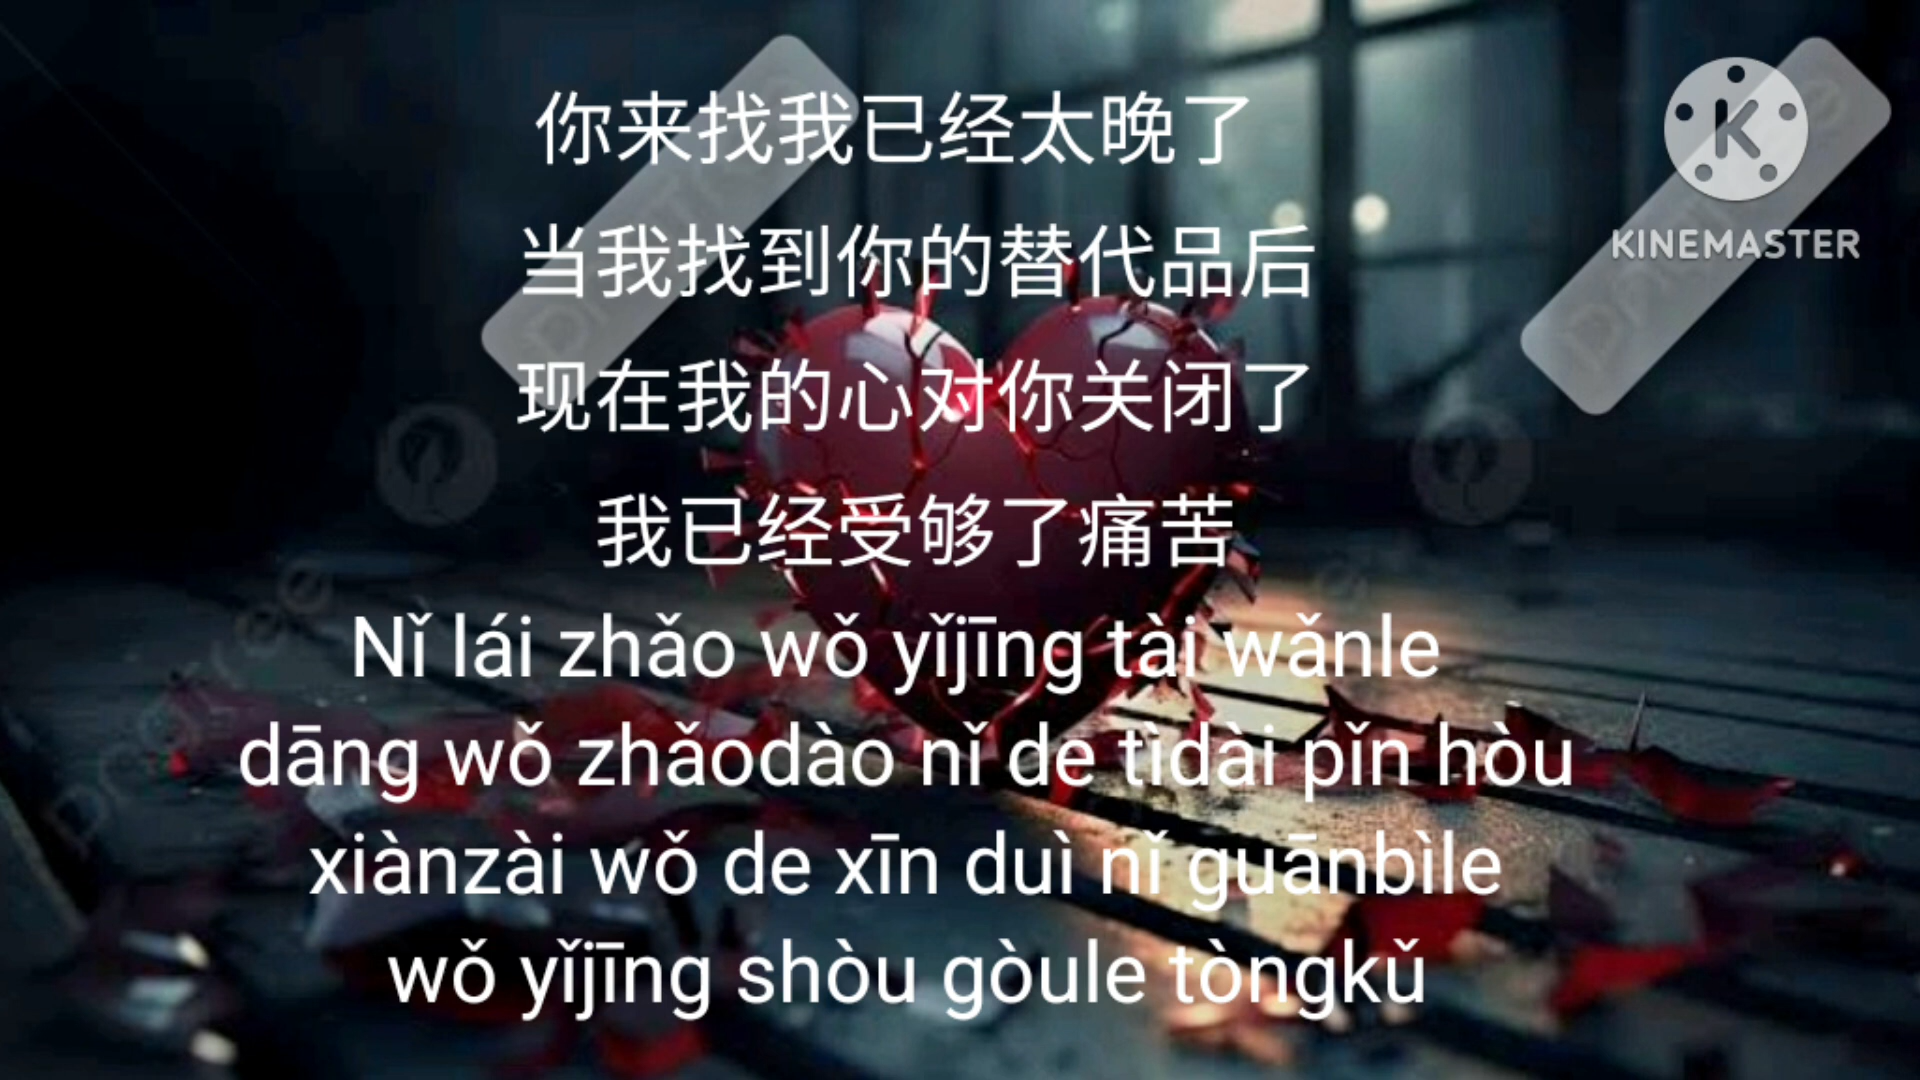 你来找我已经太晚了
当我找到你的替代品后
现在我的心对你关闭了
我已经受够了痛苦
Nǐ lái zhǎo wǒ yǐjīng tài wǎnle
dāng wǒ zhǎodào nǐ de tìdài pǐn hòu
xiànzài wǒ de xīn duì nǐ guānbìle
wǒ yǐjīng shòu gòule tòngkǔ
K
KINEMASTER